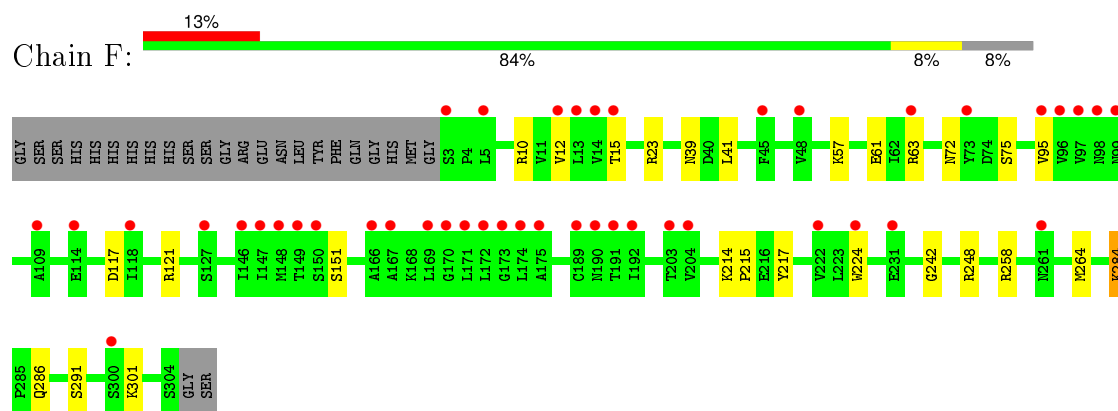 13%
Chain F:
84% 8% 8%
GLY SER SER HIS HIS HIS HIS HIS HIS SER SER GLY ARG GLU ASN LEU TYR PHE GLN GLY HIS MET GLY S3 P4 L5 R10 V11 V12 L13 V14 T15 R23 N39 D40 L41 F45 V48 K57 E61 I62 R63 N72 Y73 D74 S75 V95 V96 V97 N98 N99
A109 E114 D117 I118 R121 S127 I146 I147 M148 T149 S150 S151 A166 A167 K168 L169 G170 L171 L172 G173 L174 A175 C189 N190 T191 I192 T203 V204 K214 P215 E216 Y217 V222 L223 W224 E231 G242 R248 R258 N261 M264 K284
P285 Q286 S291 S300 K301 S304 GLY SER